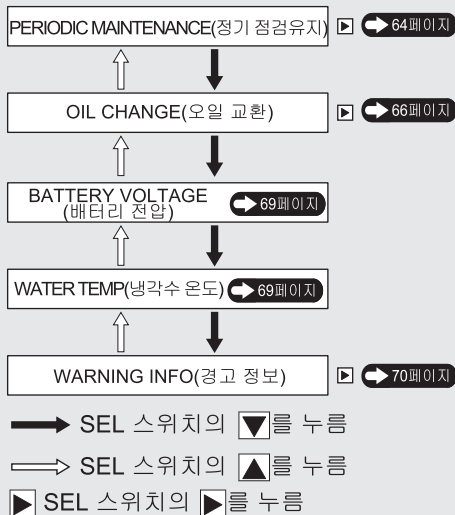 PERIODIC MAINTENANCE(정기 점검유지) 64페이지
OIL CHANGE(오일 교환) 66페이지
BATTERY VOLTAGE
(배터리 전압) 69페이지
WATER TEMP(냉각수 온도) 69페이지
WARNING INFO(경고 정보) 70페이지
SEL 스위치의 ▼를 누름
SEL 스위치의 ▲를 누름
▶ SEL 스위치의 ▶를 누름